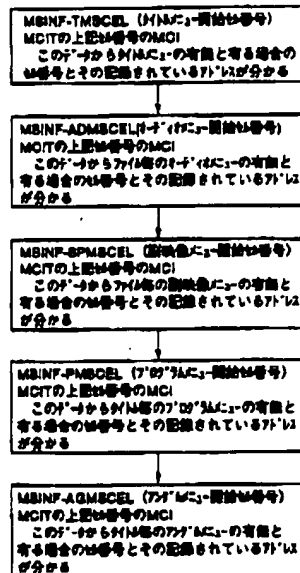 MSINF-TMSCEL (タイトルメニュー開始セル番号)
MCITの上記セル番号のMCI
このデータからタイトルメニューの有無と有る場合の
セル番号とその記録されているアドレスが分かる
MSINF-ADMSCEL(オーディオメニュー開始セル番号)
MCITの上記セル番号のMCI
このデータからファイル毎のオーディオメニューの有無と
有る場合のセル番号とその記録されているアドレス
が分かる
MSINF-SPMSCEL (副映像メニュー開始セル番号)
MCITの上記セル番号のMCI
このデータからファイル毎の副映像メニューの有無と
有る場合のセル番号とその記録されているアドレス
が分かる
MSINF-PMSCEL (プログラムメニュー開始セル番号)
MCITの上記セル番号のMCI
このデータからタイトル毎のプログラムメニューの有無と
有る場合のセル番号とその記録されているアドレス
が分かる
MSINF-AGMSCEL (アングルメニュー開始セル番号)
MCITの上記セル番号のMCI
このデータからタイトル毎のアングルメニューの有無と
有る場合のセル番号とその記録されているアドレス
が分かる